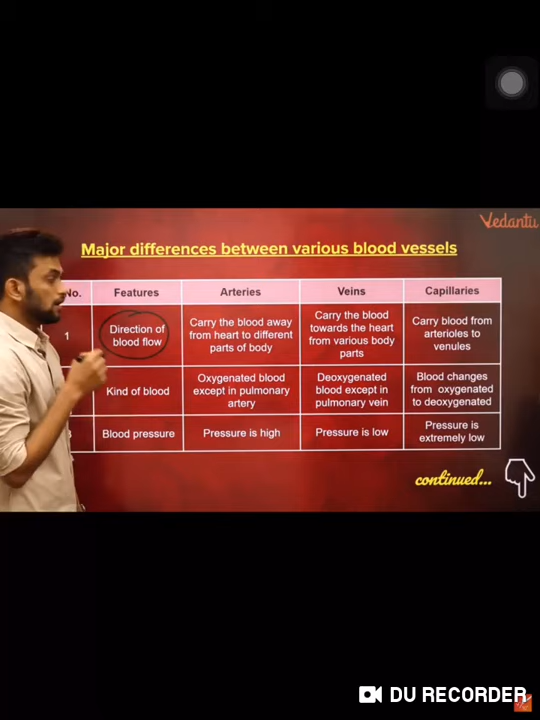 Vedantu
Major differences between various blood vessels
No. Features Arteries Veins Capillaries
1 Direction of blood flow Carry the blood away from heart to different parts of body Carry the blood towards the heart from various body parts Carry blood from arterioles to venules
Kind of blood Oxygenated blood except in pulmonary artery Deoxygenated blood except in pulmonary vein Blood changes from oxygenated to deoxygenated
Blood pressure Pressure is high Pressure is low Pressure is extremely low
continued...
DU RECORDER